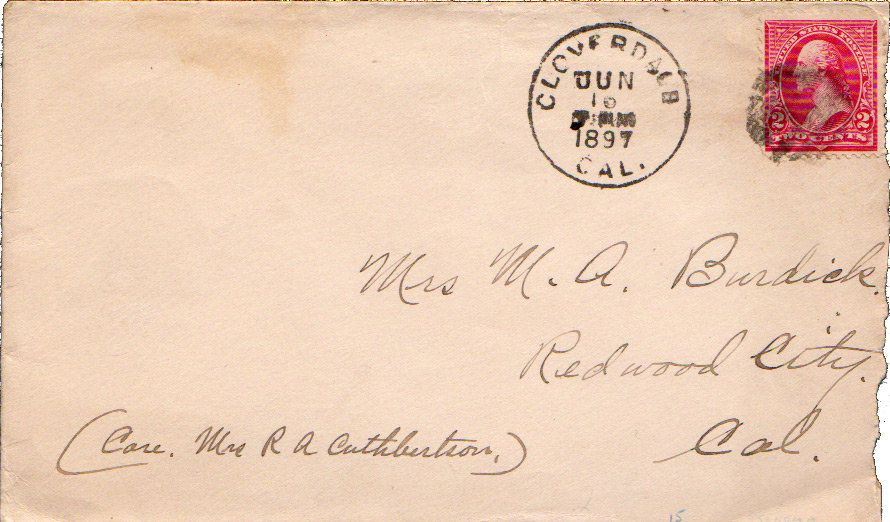 CLOVERDALE
JUN
16
1897
CAL.
UNITED STATES POSTAGE
2 2
TWO CENTS
Mrs M. A. Burdick.
Redwood City.
Cal.
(Care. Mrs R A Cuthbertson.)
15